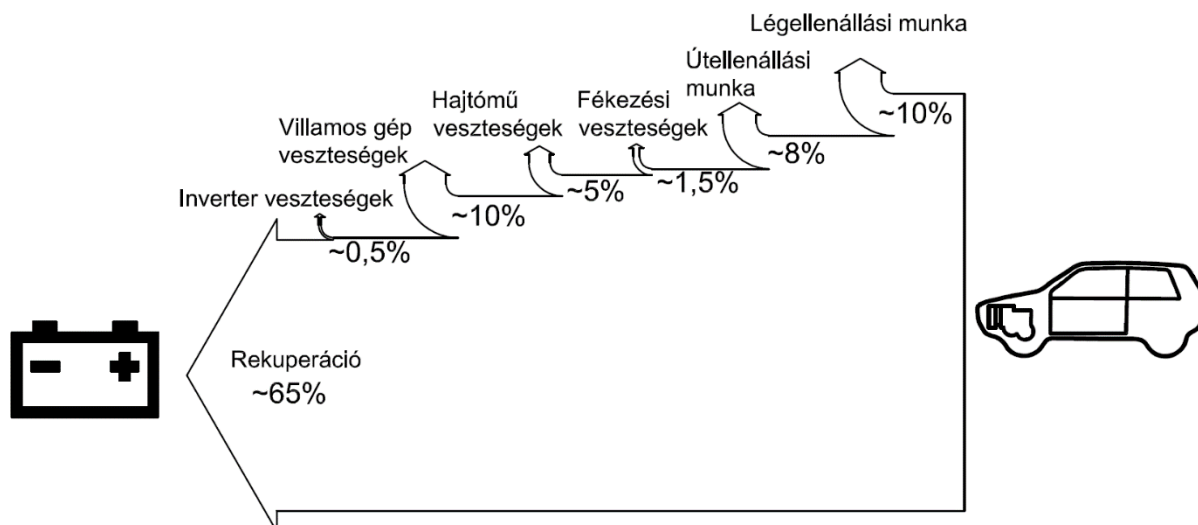 Légellenállási munka
Útellenállási
munka
~10%
Hajtómű
veszteségek
Fékezési
veszteségek
~8%
Villamos gép
veszteségek
~5%
~1,5%
Inverter veszteségek
~10%
~0,5%
Rekuperáció
~65%